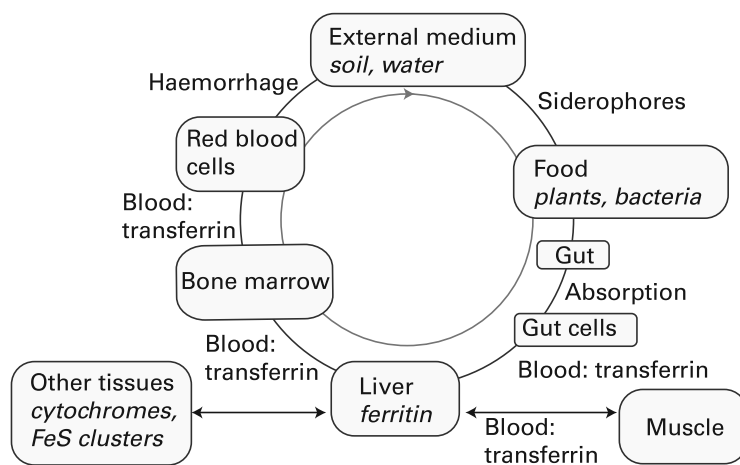 External medium
soil, water
Haemorrhage
Siderophores
Red blood
cells
Food
plants, bacteria
Blood:
transferrin
Gut
Bone marrow
Absorption
Gut cells
Blood:
transferrin
Blood: transferrin
Other tissues
cytochromes,
FeS clusters
Liver
ferritin
Muscle
Blood:
transferrin